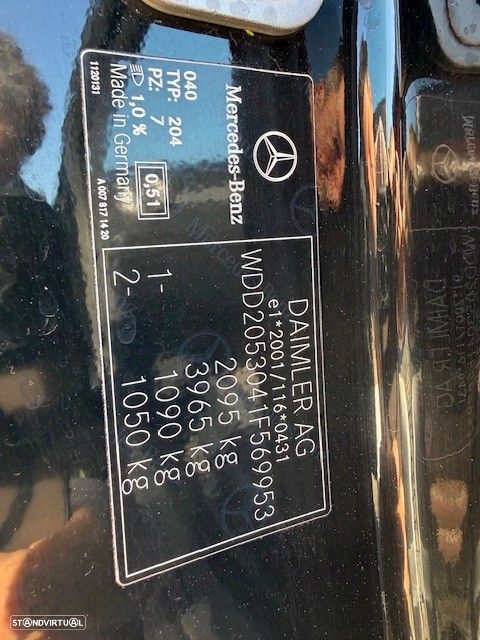 Mercedes-Benz
040
TYP: 204
PZ: 7
1,0 %
0,51
Made in Germany
1120131
A 007 817 14 20
DAIMLER AG
e1*2001/116*0431
WDD2053041F569953
2095 kg
3965 kg
1- 1090 kg
2- 1050 kg
STANDVIRTUAL